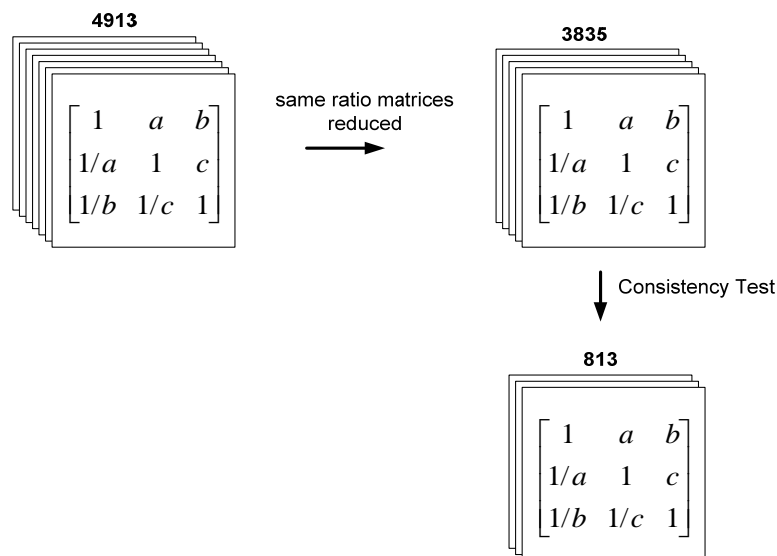 4913
1 a b
1/a 1 c
1/b 1/c 1
same ratio matrices
reduced
3835
1 a b
1/a 1 c
1/b 1/c 1
Consistency Test
813
1 a b
1/a 1 c
1/b 1/c 1